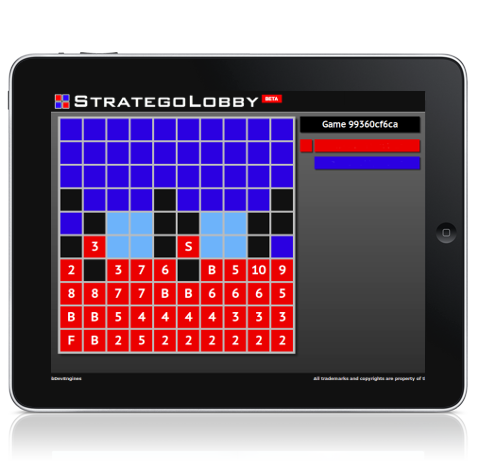 STRATEGOLOBBY BETA
Game 99360cf6ca
3 S
2 3 7 6 B 5 10 9
8 8 7 7 B B 6 6 6 5
B B 5 4 4 4 4 3 3 3
F B 2 5 2 2 2 2 2 2
bDevEngines
All trademarks and copyrights are property of t